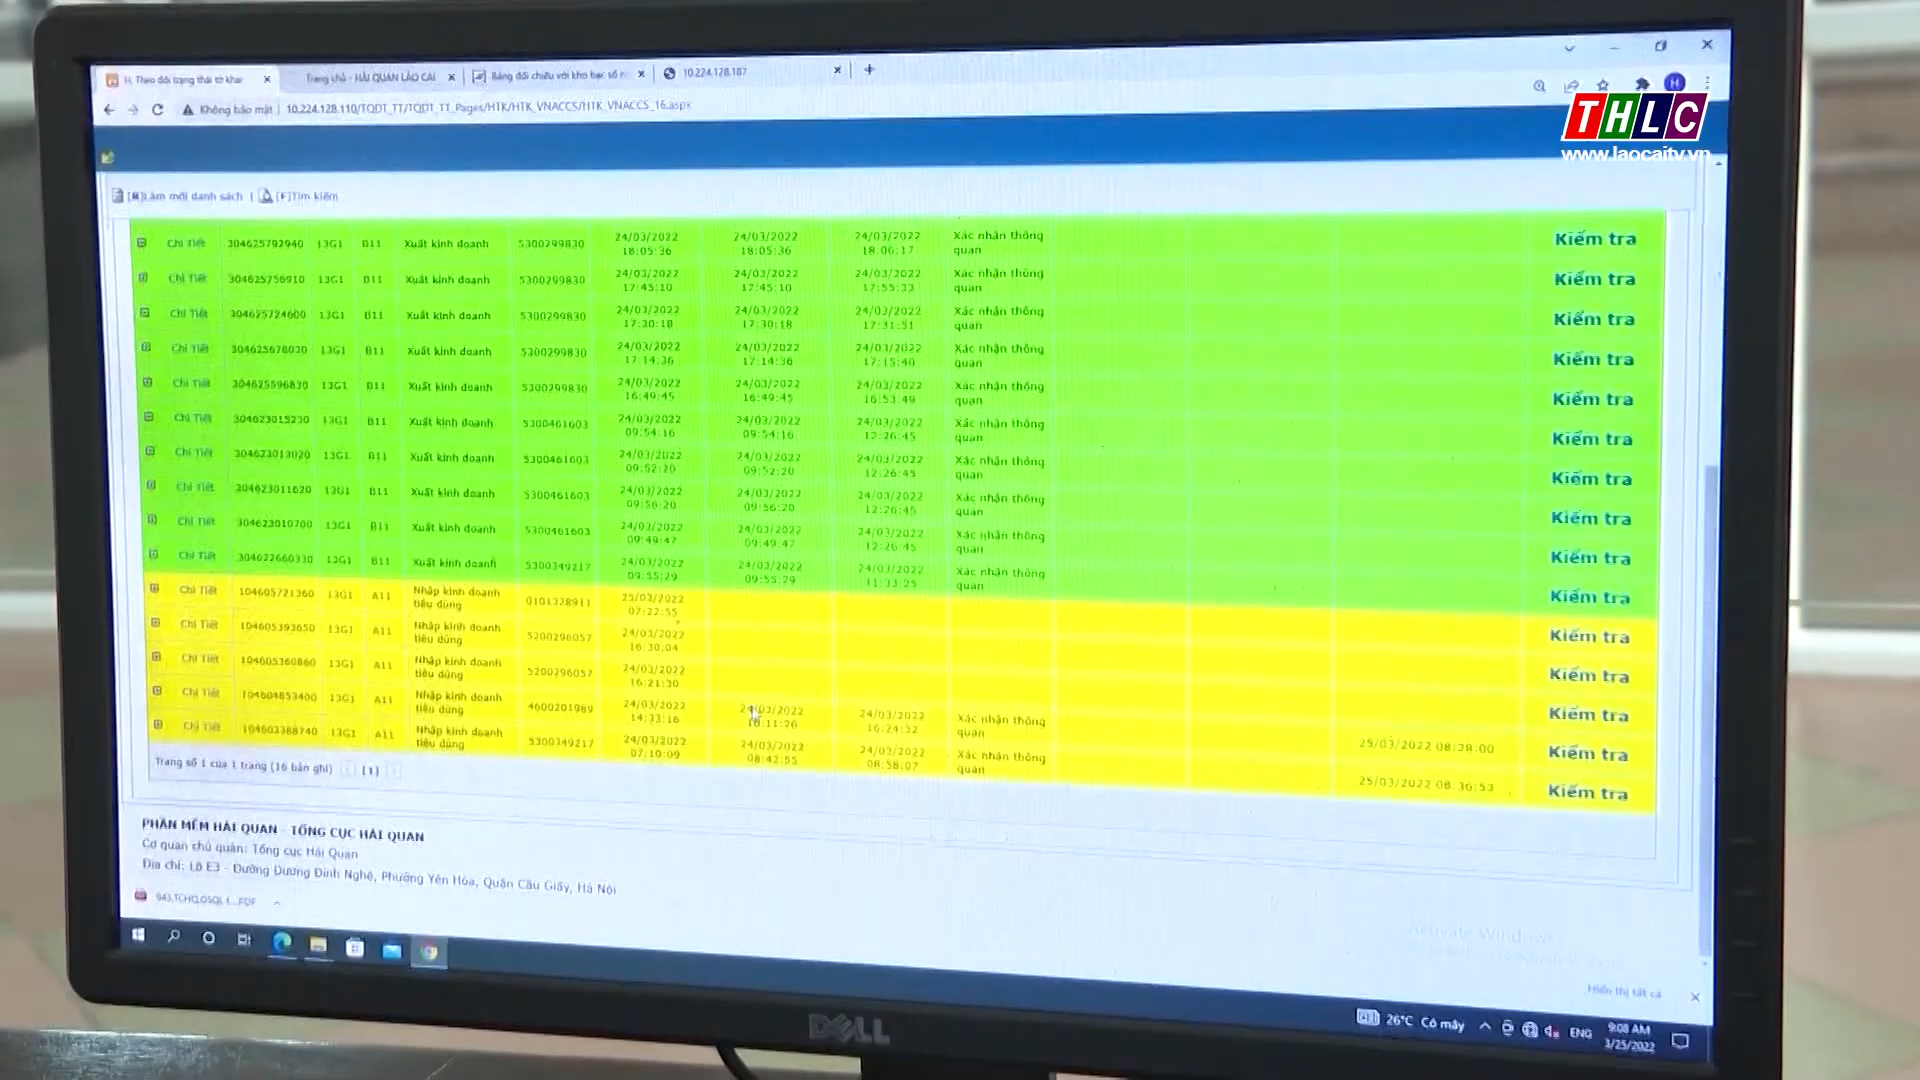 Theo dõi trạng thái tờ khai
Trang chủ - HẢI QUAN LÀO CAI
Bảng đối chiếu với kho bạc số
10.224.128.187
Không bảo mật | 10.224.128.110/TQDT_TT/TQDT_TT_Pages/HTK/HTK_VNACCS/HTK_VNACCS_16.aspx
THLC
www.laocaitv.vn
[R]Làm mới danh sách | [F]Tìm kiếm
Chi Tiết 304625792940 13G1 B11 Xuất kinh doanh 5300299830 24/03/2022 18:05:36 24/03/2022 18:05:36 24/03/2022 18:06:17 Xác nhận thông quan Kiểm tra
Chi Tiết 304625756910 13G1 B11 Xuất kinh doanh 5300299830 24/03/2022 17:45:10 24/03/2022 17:45:10 24/03/2022 17:55:33 Xác nhận thông quan Kiểm tra
Chi Tiết 304625724600 13G1 B11 Xuất kinh doanh 5300299830 24/03/2022 17:30:18 24/03/2022 17:30:18 24/03/2022 17:31:51 Xác nhận thông quan Kiểm tra
Chi Tiết 304625678030 13G1 B11 Xuất kinh doanh 5300299830 24/03/2022 17:14:36 24/03/2022 17:14:36 24/03/2022 17:15:40 Xác nhận thông quan Kiểm tra
Chi Tiết 304625596830 13G1 B11 Xuất kinh doanh 5300299830 24/03/2022 16:49:45 24/03/2022 16:49:45 24/03/2022 16:53:49 Xác nhận thông quan Kiểm tra
Chi Tiết 304623015230 13G1 B11 Xuất kinh doanh 5300461603 24/03/2022 09:54:16 24/03/2022 09:54:16 24/03/2022 12:26:45 Xác nhận thông quan Kiểm tra
Chi Tiết 304623013020 13G1 B11 Xuất kinh doanh 5300461603 24/03/2022 09:52:20 24/03/2022 09:52:20 24/03/2022 12:26:45 Xác nhận thông quan Kiểm tra
Chi Tiết 304623011620 13G1 B11 Xuất kinh doanh 5300461603 24/03/2022 09:56:20 24/03/2022 09:56:20 24/03/2022 12:26:45 Xác nhận thông quan Kiểm tra
Chi Tiết 304623010700 13G1 B11 Xuất kinh doanh 5300461603 24/03/2022 09:49:47 24/03/2022 09:49:47 24/03/2022 12:26:45 Xác nhận thông quan Kiểm tra
Chi Tiết 304622660330 13G1 B11 Xuất kinh doanh 5300349217 24/03/2022 09:55:29 24/03/2022 09:55:29 24/03/2022 11:33:25 Xác nhận thông quan Kiểm tra
Chi Tiết 104605721360 13G1 A11 Nhập kinh doanh tiêu dùng 0101328911 25/03/2022 07:22:55 Kiểm tra
Chi Tiết 104605393650 13G1 A11 Nhập kinh doanh tiêu dùng 5200296057 24/03/2022 16:30:04 Kiểm tra
Chi Tiết 104605360860 13G1 A11 Nhập kinh doanh tiêu dùng 5200296057 24/03/2022 16:21:30 Kiểm tra
Chi Tiết 104604853400 13G1 A11 Nhập kinh doanh tiêu dùng 4600201989 24/03/2022 14:33:16 24/03/2022 16:11:26 24/03/2022 16:24:32 Xác nhận thông quan 25/03/2022 08:38:00 Kiểm tra
Chi Tiết 104603388740 13G1 A11 Nhập kinh doanh tiêu dùng 5300349217 24/03/2022 07:10:09 24/03/2022 08:42:55 24/03/2022 08:58:07 Xác nhận thông quan 25/03/2022 08:36:53 Kiểm tra
Trang số 1 của 1 trang (16 bản ghi) [1]
PHẦN MỀM HẢI QUAN - TỔNG CỤC HẢI QUAN
Cơ quan chủ quản: Tổng cục Hải Quan
Địa chỉ: Lô E3 - Đường Dương Đình Nghệ, Phường Yên Hòa, Quận Cầu Giấy, Hà Nội
Activate Windows
Hiển thị tất cả
26°C Có mây ENG 9:08 AM
3/25/2022
DELL